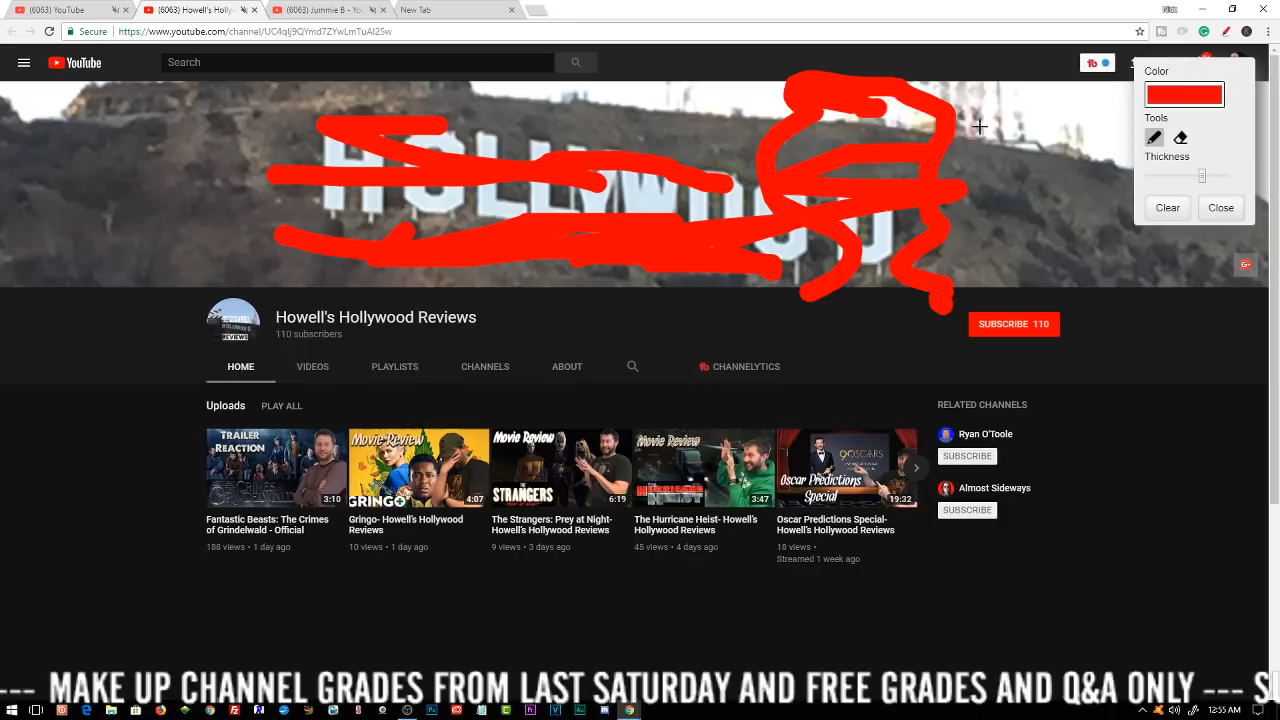 (6063) YouTube
(6063) Howell's Holly
(6063) Jummie B - Yo
New Tab
Nick
Secure
https://www.youtube.com/channel/UC4qJj9QYmd7ZYwLmTuAI25w
YouTube
Search
Color
Tools
Thickness
Clear
Close
HOLLYWOOD
Howell's Hollywood Reviews
110 subscribers
SUBSCRIBE 110
HOME
VIDEOS
PLAYLISTS
CHANNELS
ABOUT
CHANNELYTICS
Uploads
PLAY ALL
RELATED CHANNELS
Ryan O'Toole
SUBSCRIBE
Almost Sideways
SUBSCRIBE
TRAILER
REACTION
3:10
Movie Review
GRINGO
4:07
Movie Review
THE
STRANGERS
6:19
Movie Review
3:47
90 OSCARS
Oscar Predictions
Special
19:32
Fantastic Beasts: The Crimes
of Grindelwald - Official
188 views • 1 day ago
Gringo- Howell's Hollywood
Reviews
10 views • 1 day ago
The Strangers: Prey at Night-
Howell's Hollywood Reviews
9 views • 3 days ago
The Hurricane Heist- Howell's
Hollywood Reviews
45 views • 4 days ago
Oscar Predictions Special-
Howell's Hollywood Reviews
18 views •
Streamed 1 week ago
--- MAKE UP CHANNEL GRADES FROM LAST SATURDAY AND FREE GRADES AND Q&A ONLY --- S
12:55 AM